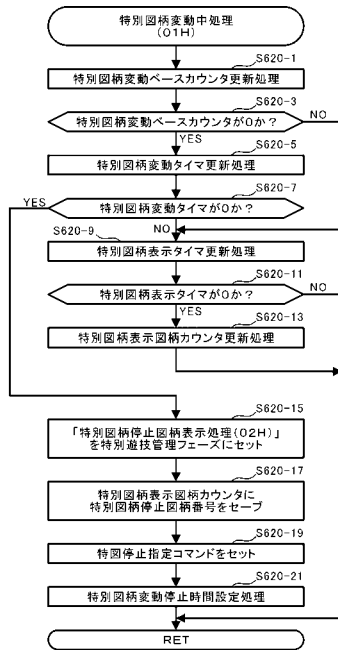 特別図柄変動中処理
(01H)
S620-1
特別図柄変動ベースカウンタ更新処理
S620-3
特別図柄変動ベースカウンタが0か？
NO
YES
S620-5
特別図柄変動タイマ更新処理
S620-7
YES
特別図柄変動タイマが0か？
NO
S620-9
特別図柄表示タイマ更新処理
S620-11
特別図柄表示タイマが0か？
NO
YES
S620-13
特別図柄表示図柄カウンタ更新処理
S620-15
「特別図柄停止図柄表示処理(02H)」
を特別遊技管理フェーズにセット
S620-17
特別図柄表示図柄カウンタに
特別図柄停止図柄番号をセーブ
S620-19
特図停止指定コマンドをセット
S620-21
特別図柄変動停止時間設定処理
RET